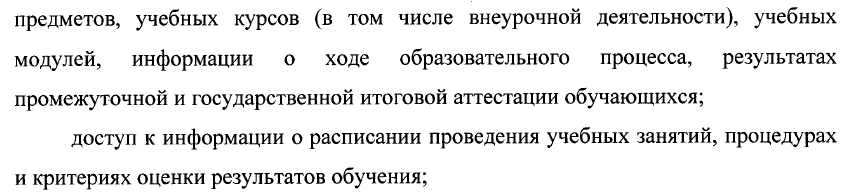 предметов, учебных курсов (в том числе внеурочной деятельности), учебных
модулей, информации о ходе образовательного процесса, результатах
промежуточной и государственной итоговой аттестации обучающихся;
доступ к информации о расписании проведения учебных занятий, процедурах
и критериях оценки результатов обучения;